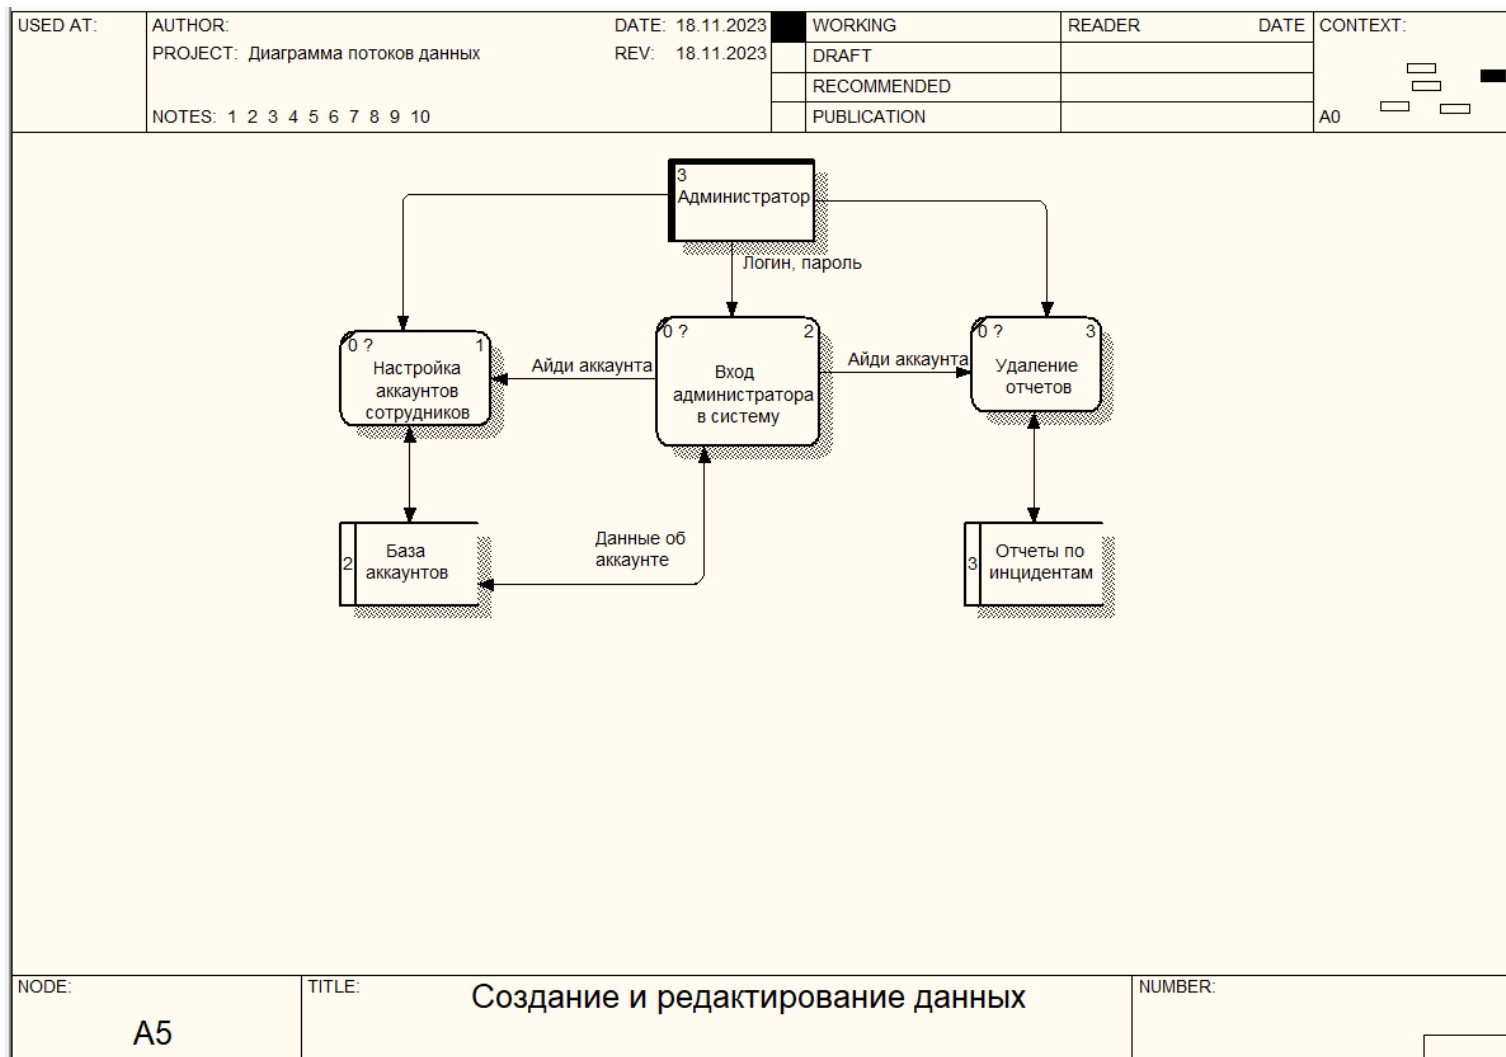 USED AT:
AUTHOR:
DATE: 18.11.2023
WORKING
READER
DATE
CONTEXT:
PROJECT: Диаграмма потоков данных
REV: 18.11.2023
DRAFT
RECOMMENDED
NOTES: 1 2 3 4 5 6 7 8 9 10
PUBLICATION
A0
3
Администратор
Логин, пароль
0 ?
1
Настройка
аккаунтов
сотрудников
Айди аккаунта
0 ?
2
Вход
администратора
в систему
Айди аккаунта
0 ?
3
Удаление
отчетов
2
База
аккаунтов
Данные об
аккаунте
3
Отчеты по
инцидентам
NODE:
A5
TITLE:
Создание и редактирование данных
NUMBER: